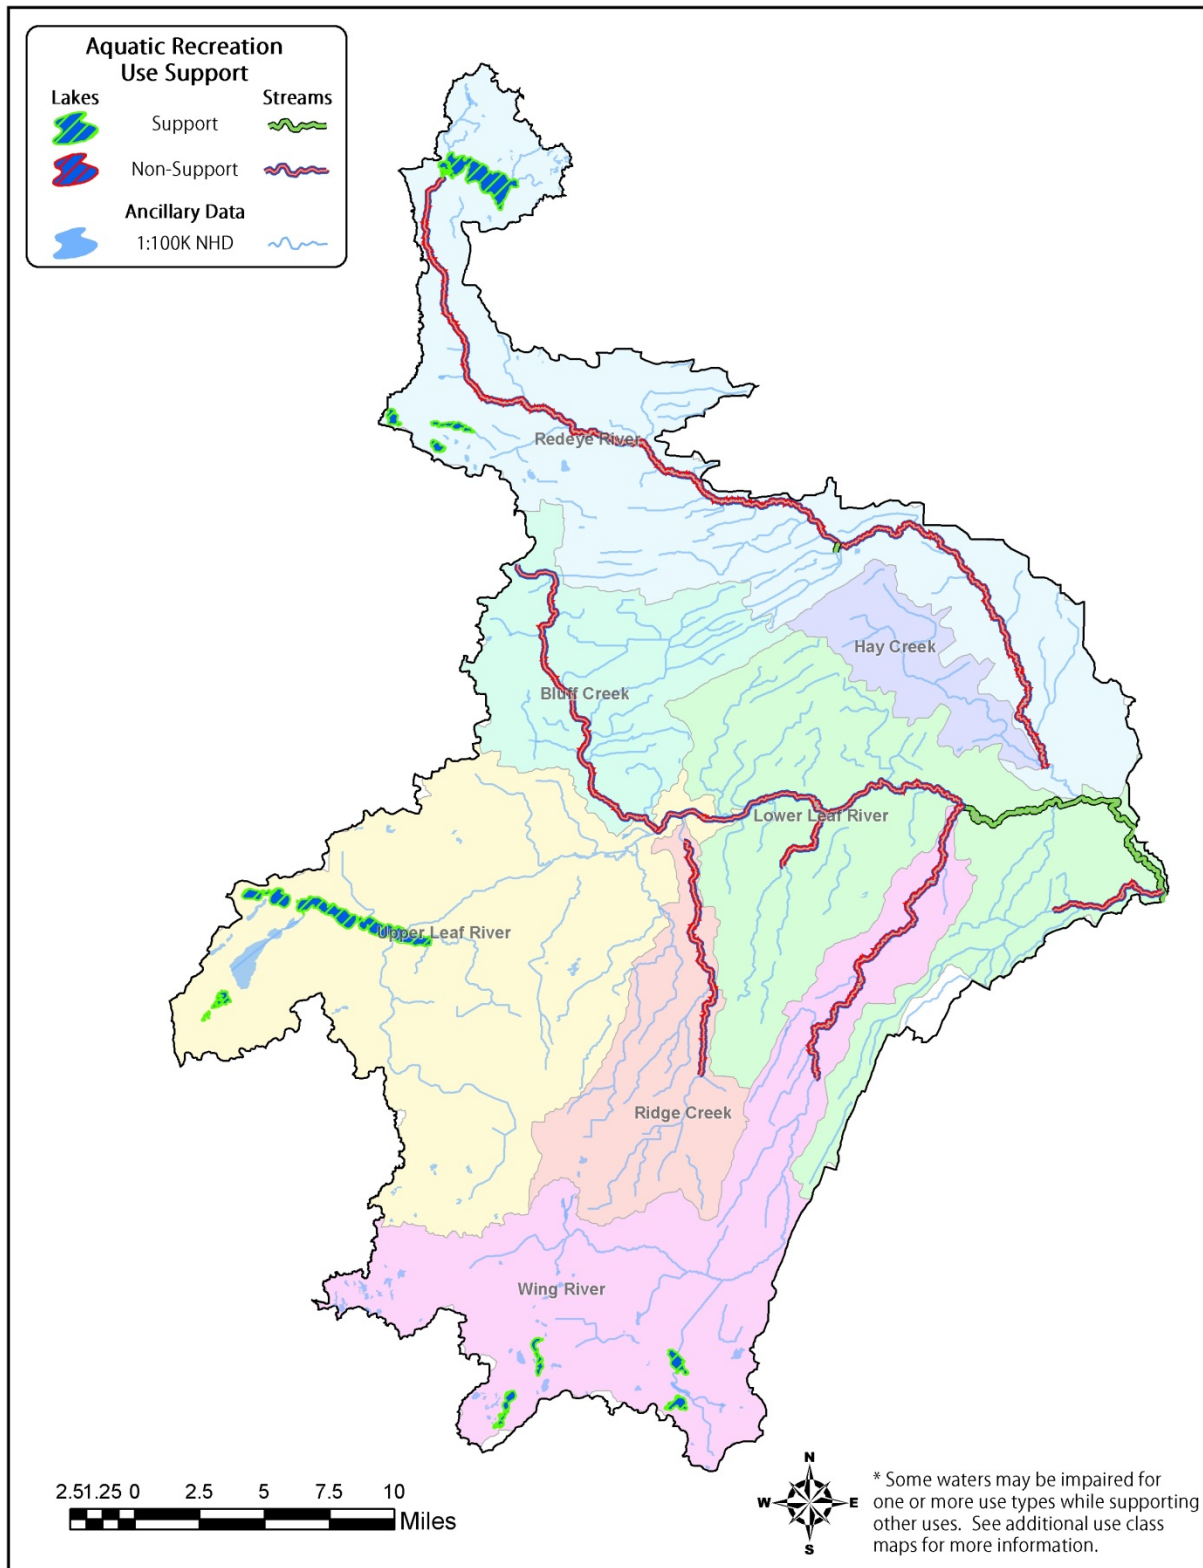 Aquatic Recreation
Use Support
Lakes Streams
Support
Non-Support
Ancillary Data
1:100K NHD
Redeye River
Hay Creek
Bluff Creek
Lower Leaf River
Upper Leaf River
Ridge Creek
Wing River
2.51.25 0 2.5 5 7.5 10
Miles
N
W E
S
* Some waters may be impaired for
one or more use types while supporting
other uses. See additional use class
maps for more information.